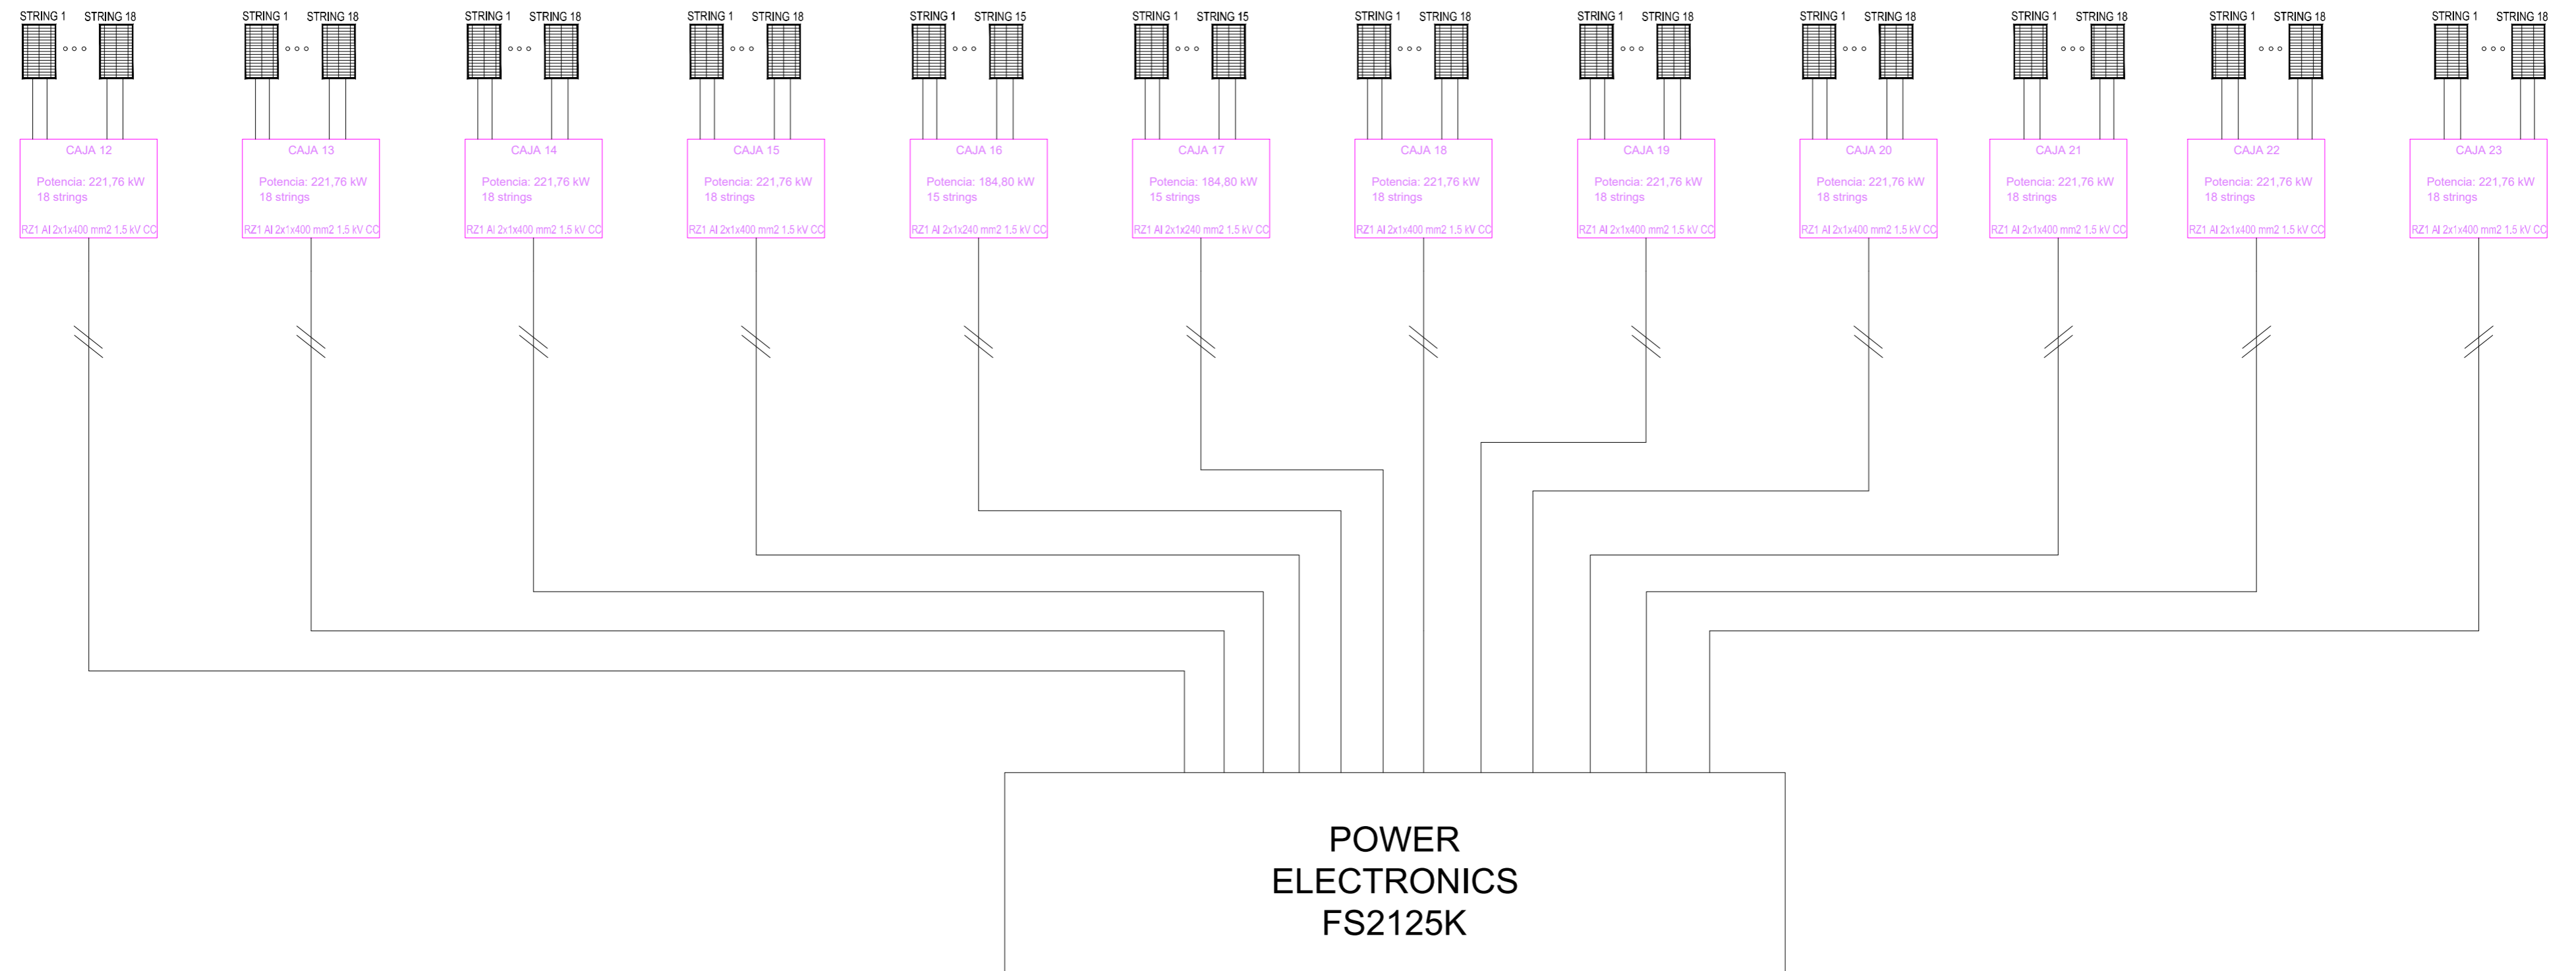 STRING 1 STRING 18 STRING 1 STRING 18 STRING 1 STRING 18 STRING 1 STRING 18 STRING 1 STRING 15 STRING 1 STRING 15 STRING 1 STRING 18 STRING 1 STRING 18 STRING 1 STRING 18 STRING 1 STRING 18 STRING 1 STRING 18 STRING 1 STRING 18
CAJA 12
Potencia: 221,76 kW
18 strings
RZ1 Al 2x1x400 mm2 1,5 kV CC
CAJA 13
Potencia: 221,76 kW
18 strings
RZ1 Al 2x1x400 mm2 1,5 kV CC
CAJA 14
Potencia: 221,76 kW
18 strings
RZ1 Al 2x1x400 mm2 1,5 kV CC
CAJA 15
Potencia: 221,76 kW
18 strings
RZ1 Al 2x1x400 mm2 1,5 kV CC
CAJA 16
Potencia: 184,80 kW
15 strings
RZ1 Al 2x1x240 mm2 1,5 kV CC
CAJA 17
Potencia: 184,80 kW
15 strings
RZ1 Al 2x1x240 mm2 1,5 kV CC
CAJA 18
Potencia: 221,76 kW
18 strings
RZ1 Al 2x1x400 mm2 1,5 kV CC
CAJA 19
Potencia: 221,76 kW
18 strings
RZ1 Al 2x1x400 mm2 1,5 kV CC
CAJA 20
Potencia: 221,76 kW
18 strings
RZ1 Al 2x1x400 mm2 1,5 kV CC
CAJA 21
Potencia: 221,76 kW
18 strings
RZ1 Al 2x1x400 mm2 1,5 kV CC
CAJA 22
Potencia: 221,76 kW
18 strings
RZ1 Al 2x1x400 mm2 1,5 kV CC
CAJA 23
Potencia: 221,76 kW
18 strings
RZ1 Al 2x1x400 mm2 1,5 kV CC
POWER
ELECTRONICS
FS2125K